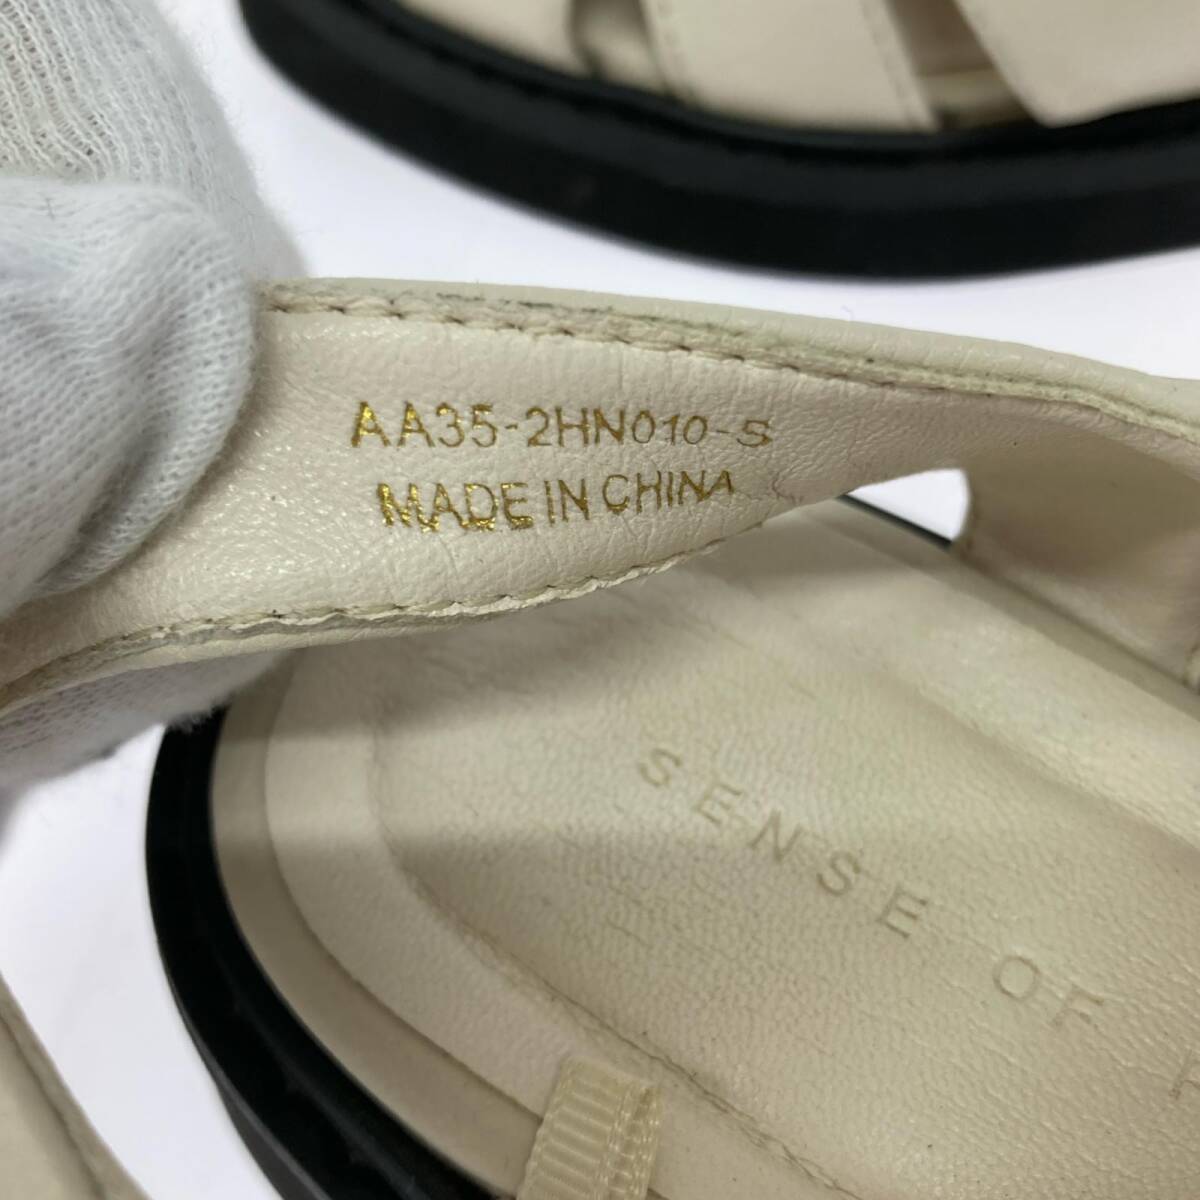 AA35-2HN010-S
MADE IN CHINA
SENSE OF